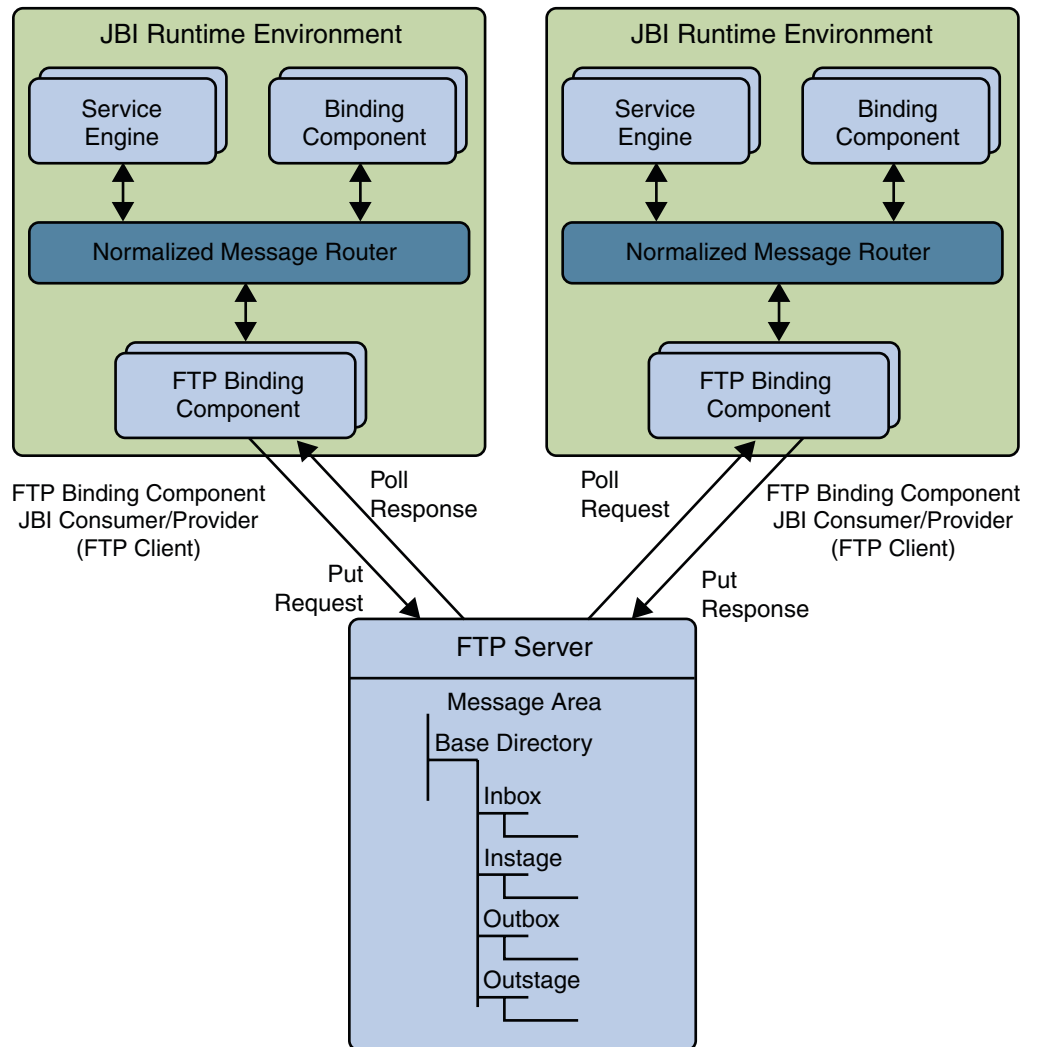 JBI Runtime Environment
Service
Engine
Binding
Component
Normalized Message Router
FTP Binding
Component
JBI Runtime Environment
Service
Engine
Binding
Component
Normalized Message Router
FTP Binding
Component
FTP Binding Component
JBI Consumer/Provider
(FTP Client)
Poll
Response
Put
Request
Poll
Request
FTP Binding Component
JBI Consumer/Provider
(FTP Client)
Put
Response
FTP Server
Message Area
Base Directory
Inbox
Instage
Outbox
Outstage